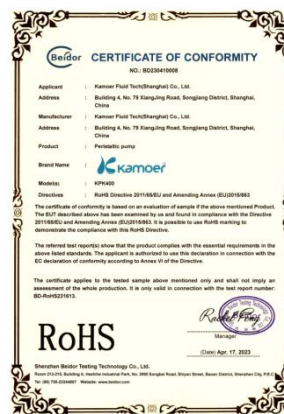 Beidor
CERTIFICATE OF CONFORMITY
NO.: BD230410008
Applicant : Kamoer Fluid Tech(Shanghai) Co., Ltd.
Address : Building 4, No. 79 XiangJing Road, Songjiang District, Shanghai,
China
Manufacturer : Kamoer Fluid Tech(Shanghai) Co., Ltd.
Address : Building 4, No. 79 XiangJing Road, Songjiang District, Shanghai,
China
Product : Peristaltic pump
Brand Name : Kamoer
Model(s) : KPK400
Directives : RoHS Directive 2011/65/EU and Amending Annex (EU)2015/863
The certificate of conformity is based on an evaluation of sample if the above mentioned Product.
The EUT described above has been examined by us and found in compliance with the Directive
2011/65/EU and Amending Annex (EU)2015/863. It is possible to use RoHS marking to
demonstrate the compliance with this RoHS Directive.
The referred test report(s) show that the product complies with the essential requirements in the
above listed standards. The applicant is authorized to use this declaration in connection with the
EC declaration of conformity according to Annex VI of the Directive.
The certificate applies to the tested sample above mentioned only and shall not imply an
assessment of the whole production. It is only valid in connection with the test report number:
BD-RoHS231613.
RoHS
Manager
(Date) Apr. 17, 2023
Shenzhen Beidor Testing Technology Co., Ltd.